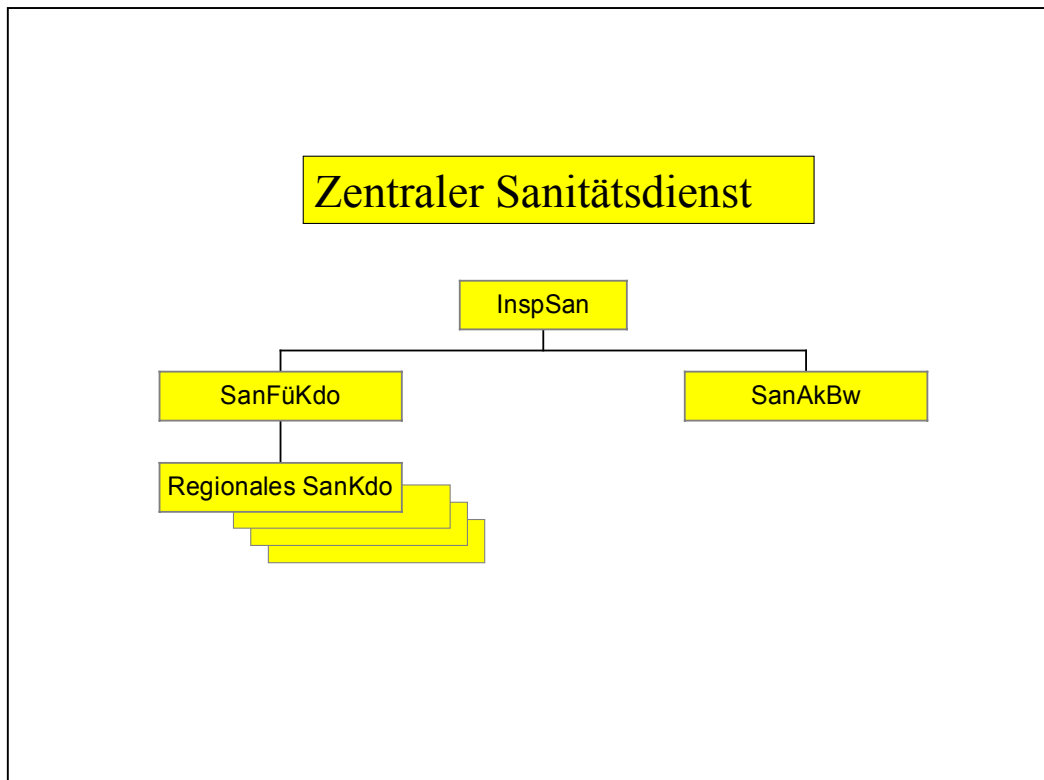 Zentraler Sanitätsdienst
InspSan
SanFüKdo
SanAkBw
Regionales SanKdo